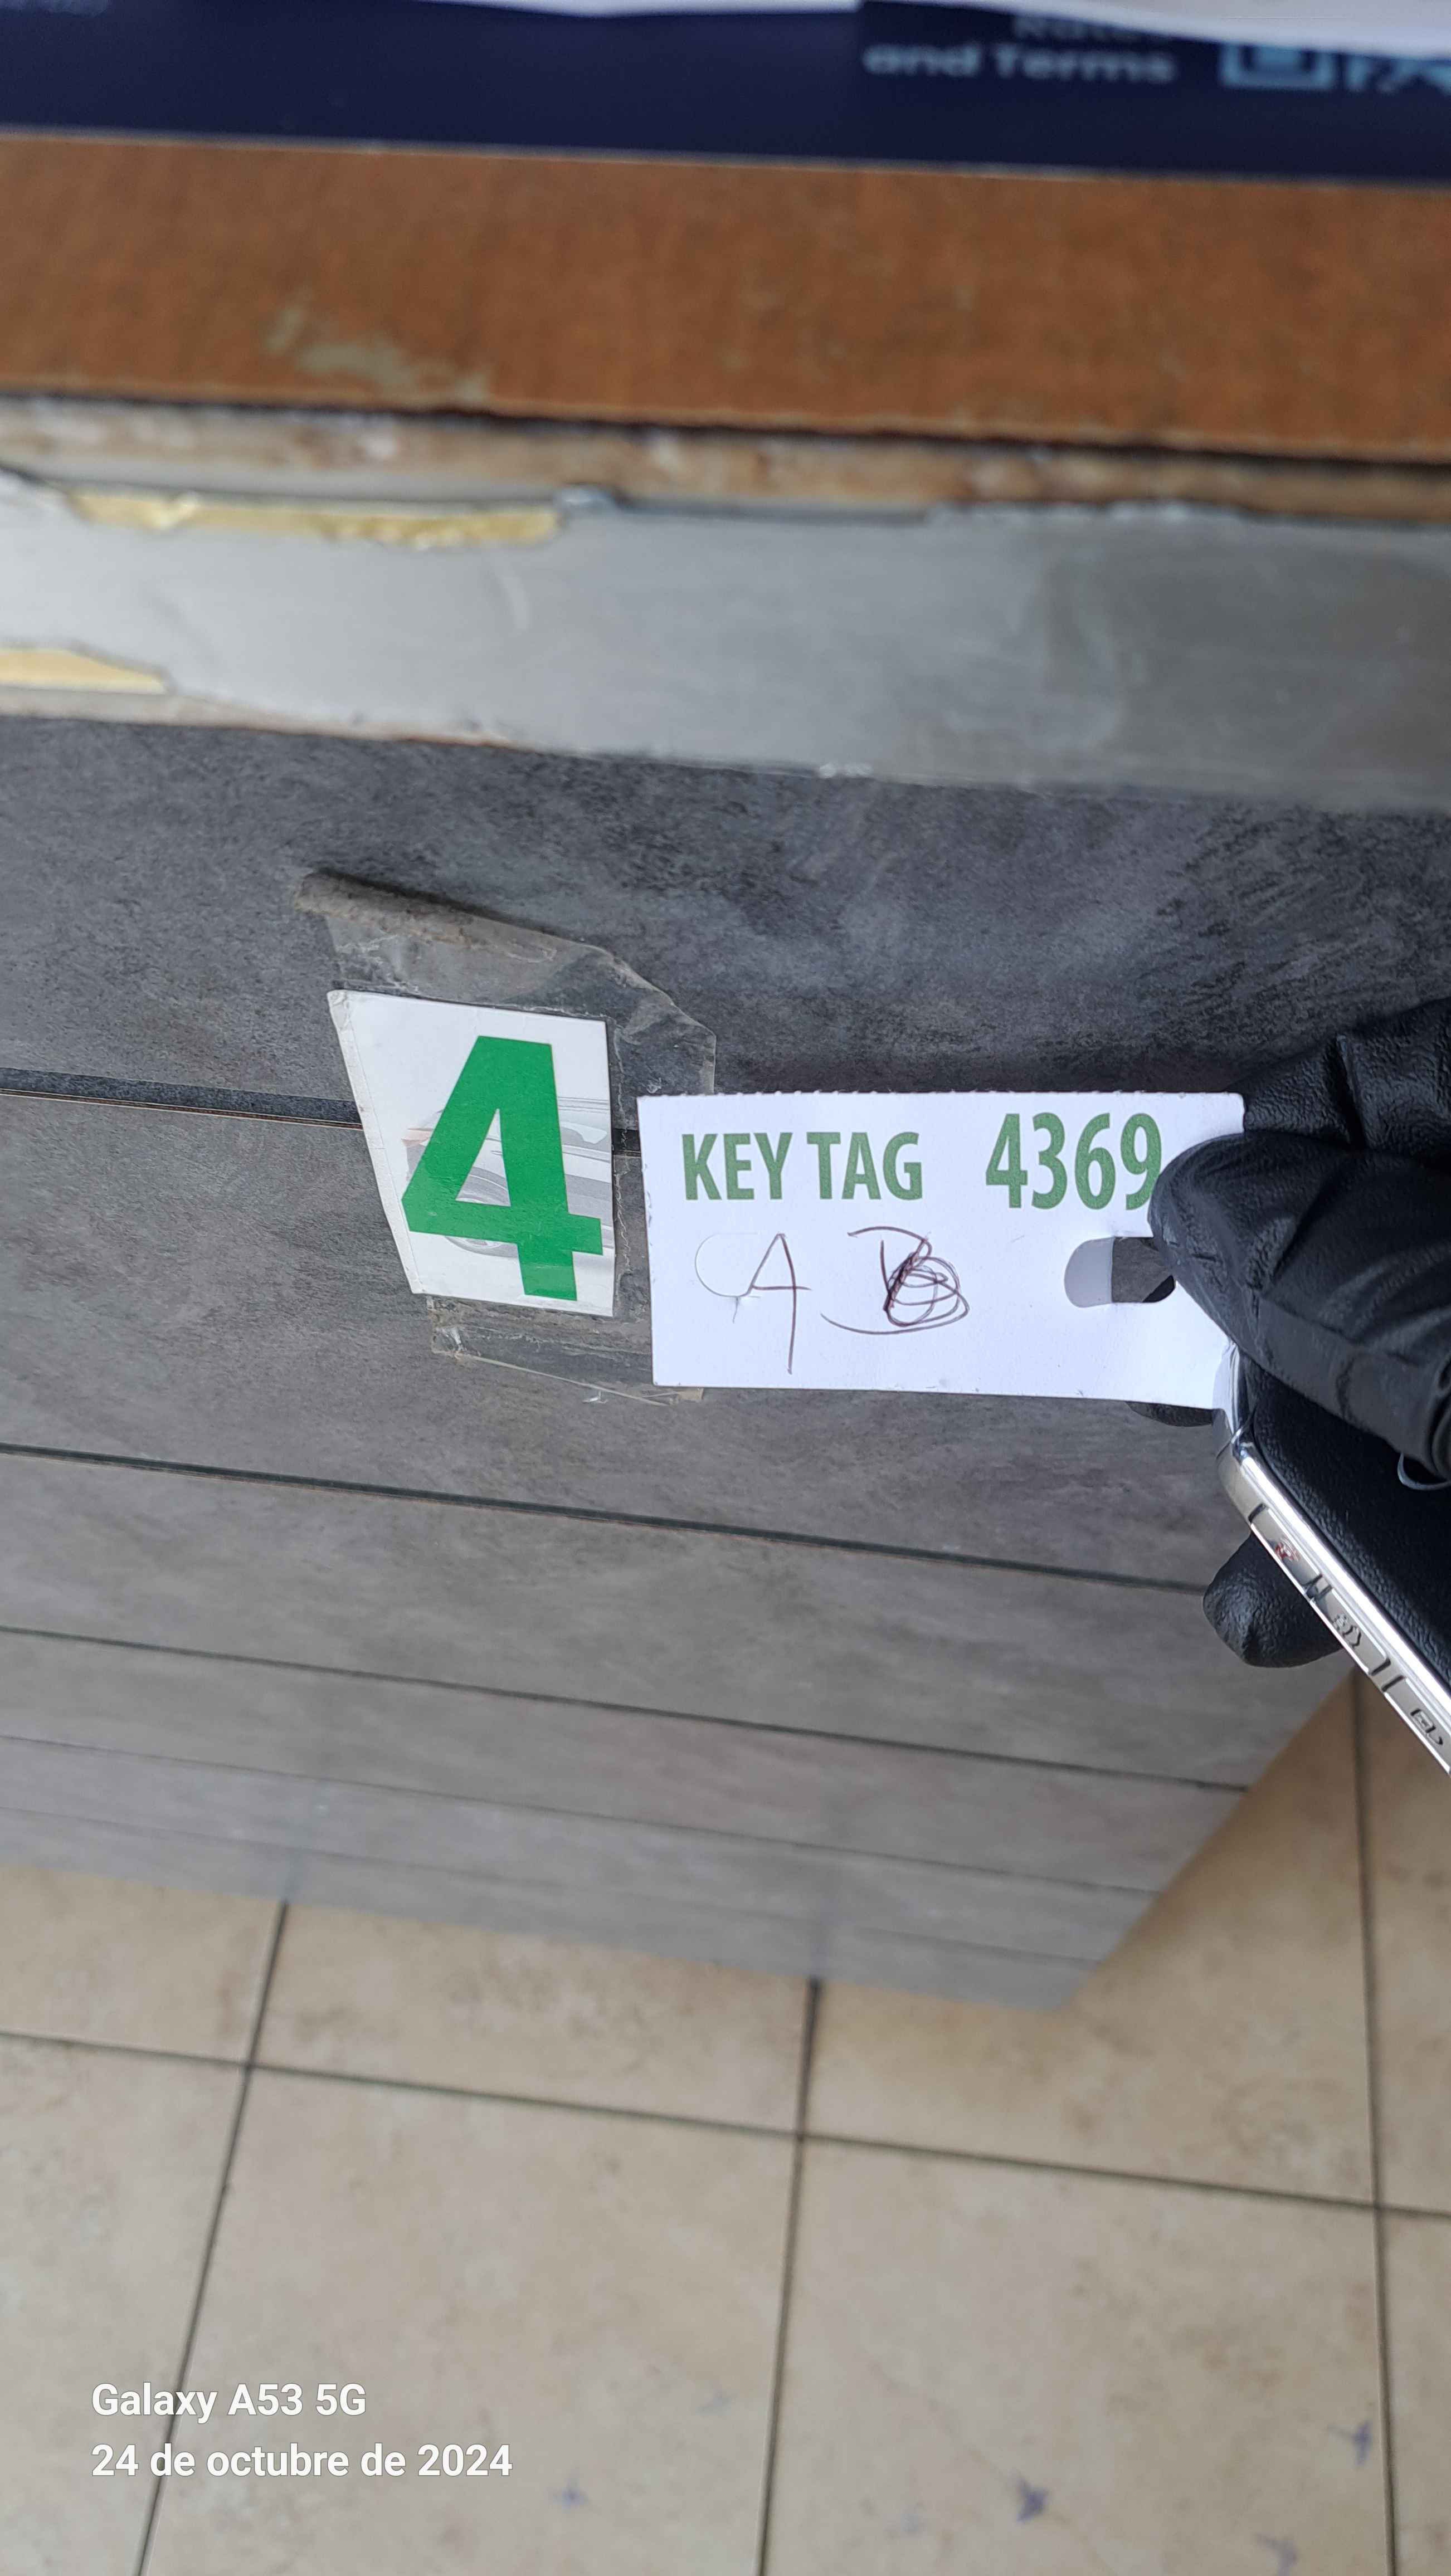 and Terms
4
KEY TAG 4369
A
Galaxy A53 5G
24 de octubre de 2024